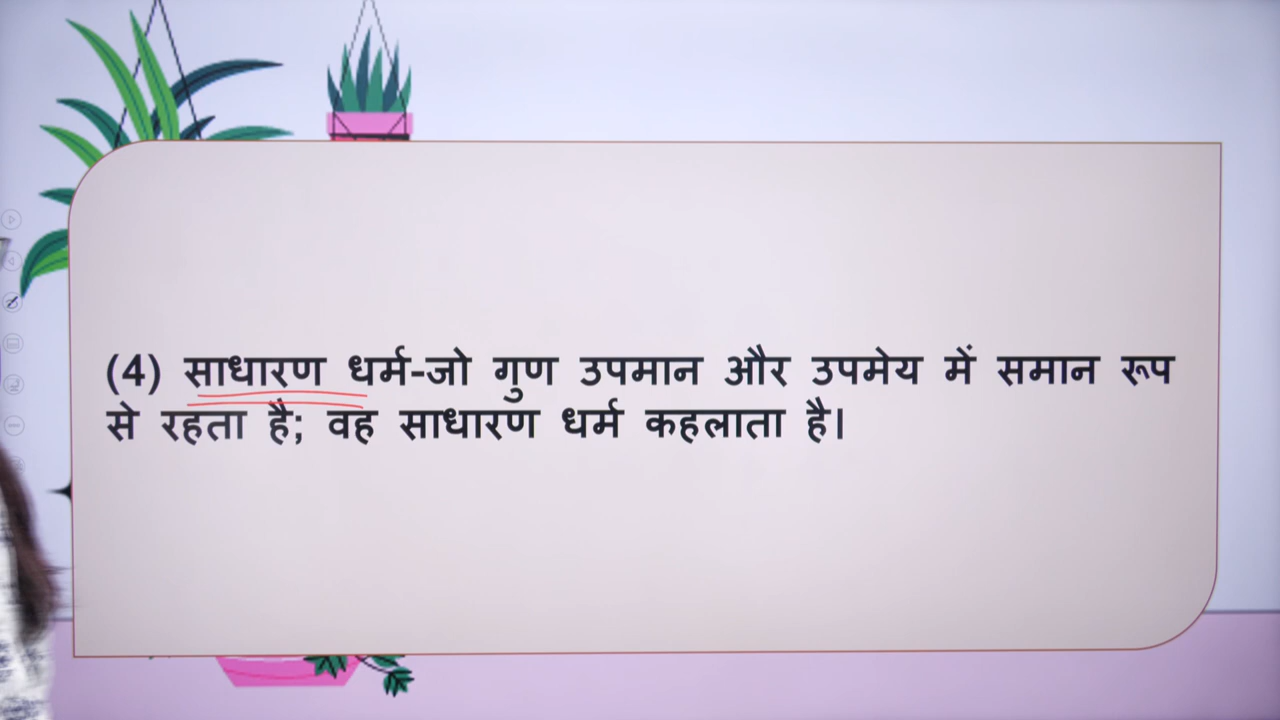 (4) साधारण धर्म-जो गुण उपमान और उपमेय में समान रूप
से रहता है; वह साधारण धर्म कहलाता है।